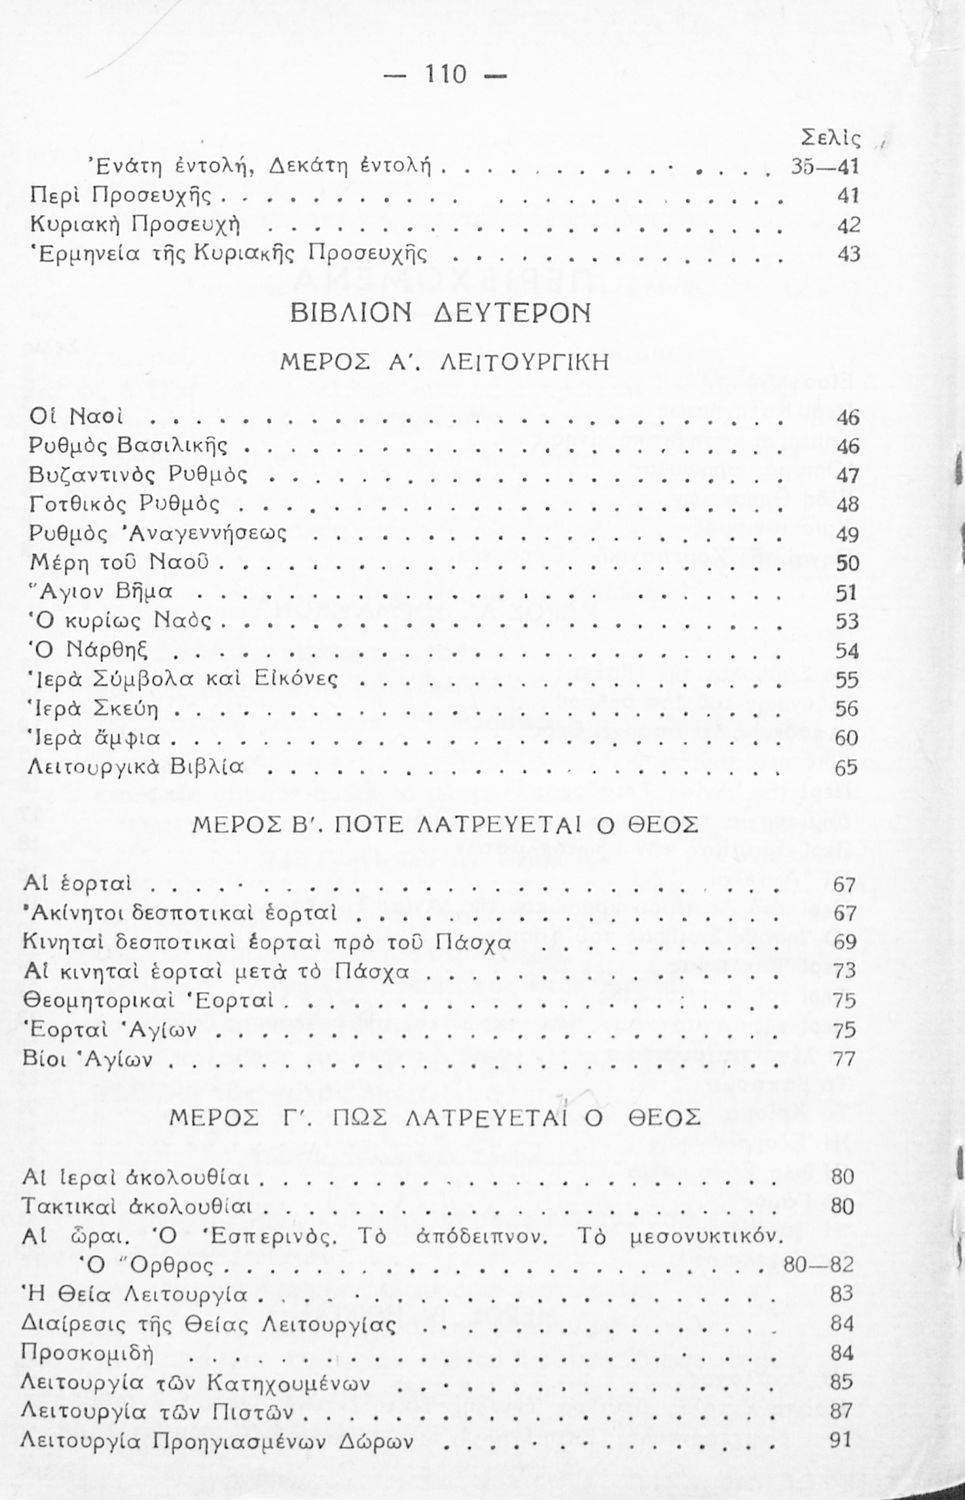 — 110 —
Σελὶς
Ἐνάτη ἐντολή, Δεκάτη ἐντολή . . . . . . . . . . . . . . . 35—41
Περὶ Προσευχῆς . . . . . . . . . . . . . . . . . . . . . . . . 41
Κυριακὴ Προσευχὴ . . . . . . . . . . . . . . . . . . . . . . . 42
Ἑρμηνεία τῆς Κυριακῆς Προσευχῆς . . . . . . . . . . . . . . . 43
ΒΙΒΛΙΟΝ ΔΕΥΤΕΡΟΝ
ΜΕΡΟΣ Α΄. ΛΕΙΤΟΥΡΓΙΚΗ
Οἱ Ναοὶ . . . . . . . . . . . . . . . . . . . . . . . . . . . . 46
Ρυθμὸς Βασιλικῆς . . . . . . . . . . . . . . . . . . . . . . . . 46
Βυζαντινὸς Ρυθμὸς . . . . . . . . . . . . . . . . . . . . . . . 47
Γοτθικὸς Ρυθμὸς . . . . . . . . . . . . . . . . . . . . . . . . 48
Ρυθμὸς Ἀναγεννήσεως . . . . . . . . . . . . . . . . . . . . . 49
Μέρη τοῦ Ναοῦ . . . . . . . . . . . . . . . . . . . . . . . . . 50
Ἅγιον Βῆμα . . . . . . . . . . . . . . . . . . . . . . . . . . 51
Ὁ κυρίως Ναὸς . . . . . . . . . . . . . . . . . . . . . . . . . 53
Ὁ Νάρθηξ . . . . . . . . . . . . . . . . . . . . . . . . . . . 54
Ἱερὰ Σύμβολα καὶ Εἰκόνες . . . . . . . . . . . . . . . . . . . 55
Ἱερὰ Σκεύη . . . . . . . . . . . . . . . . . . . . . . . . . . . 56
Ἱερὰ ἄμφια . . . . . . . . . . . . . . . . . . . . . . . . . . . 60
Λειτουργικὰ Βιβλία . . . . . . . . . . . . . . . . . . . . . . . 65
ΜΕΡΟΣ Β΄. ΠΟΤΕ ΛΑΤΡΕΥΕΤΑΙ Ο ΘΕΟΣ
Αἱ ἑορταὶ . . . . . . . . . . . . . . . . . . . . . . . . . . . . 67
Ἀκίνητοι δεσποτικαὶ ἑορταὶ . . . . . . . . . . . . . . . . . . . 67
Κινηταὶ δεσποτικαὶ ἑορταὶ πρὸ τοῦ Πάσχα . . . . . . . . . . . 69
Αἱ κινηταὶ ἑορταὶ μετὰ τὸ Πάσχα . . . . . . . . . . . . . . . . 73
Θεομητορικαὶ Ἑορταὶ . . . . . . . . . . . . . . . . . . . . . . 75
Ἑορταὶ Ἁγίων . . . . . . . . . . . . . . . . . . . . . . . . . 75
Βίοι Ἁγίων . . . . . . . . . . . . . . . . . . . . . . . . . . . 77
ΜΕΡΟΣ Γ΄. ΠΩΣ ΛΑΤΡΕΥΕΤΑΙ Ο ΘΕΟΣ
Αἱ ἱεραὶ ἀκολουθίαι . . . . . . . . . . . . . . . . . . . . . . . 80
Τακτικαὶ ἀκολουθίαι . . . . . . . . . . . . . . . . . . . . . . . 80
Αἱ ὧραι. Ὁ Ἑσπερινὸς. Τὸ ἀπόδειπνον. Τὸ μεσονυκτικόν.
Ὁ Ὄρθρος . . . . . . . . . . . . . . . . . . . . . . . . 80—82
Ἡ Θεία Λειτουργία . . . . . . . . . . . . . . . . . . . . . . . 83
Διαίρεσις τῆς Θείας Λειτουργίας . . . . . . . . . . . . . . . . 84
Προσκομιδὴ . . . . . . . . . . . . . . . . . . . . . . . . . . 84
Λειτουργία τῶν Κατηχουμένων . . . . . . . . . . . . . . . . . 85
Λειτουργία τῶν Πιστῶν . . . . . . . . . . . . . . . . . . . . . 87
Λειτουργία Προηγιασμένων Δώρων . . . . . . . . . . . . . . . 91